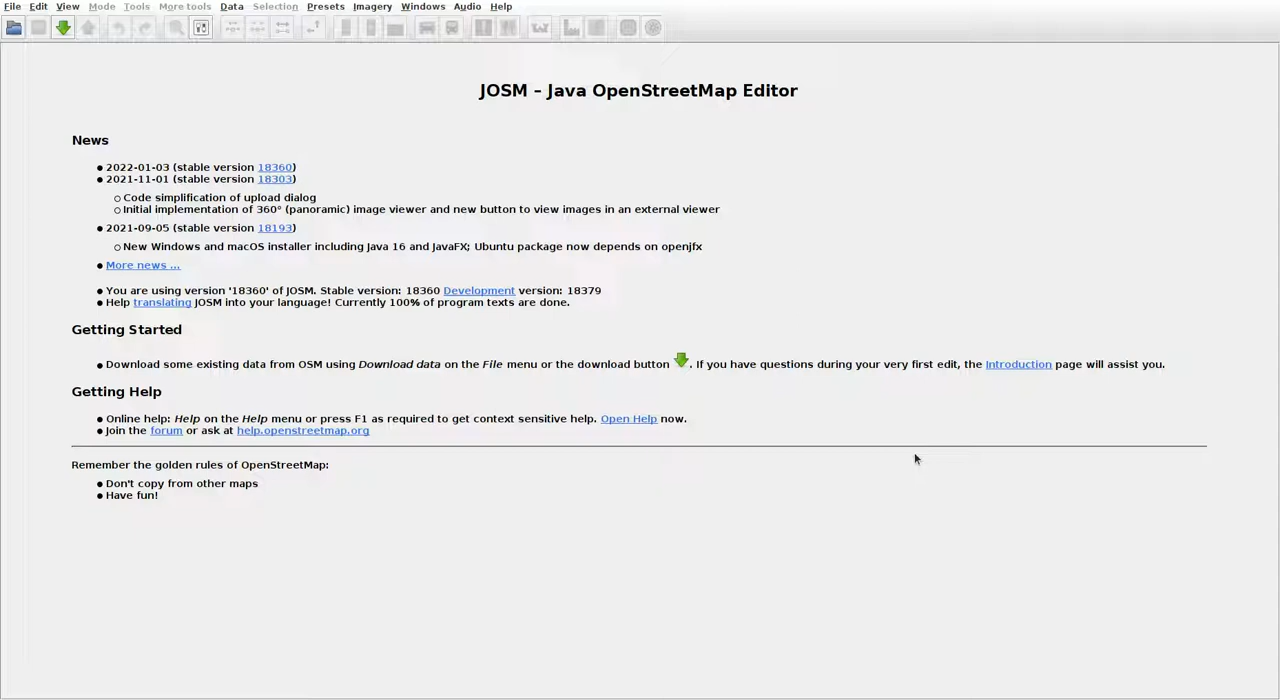 File Edit View Mode Tools More tools Data Selection Presets Imagery Windows Audio Help
JOSM – Java OpenStreetMap Editor
News
2022-01-03 (stable version 18360)
2021-11-01 (stable version 18303)
Code simplification of upload dialog
Initial implementation of 360° (panoramic) image viewer and new button to view images in an external viewer
2021-09-05 (stable version 18193)
New Windows and macOS installer including Java 16 and JavaFX; Ubuntu package now depends on openjfx
More news ...
You are using version '18360' of JOSM. Stable version: 18360 Development version: 18379
Help translating JOSM into your language! Currently 100% of program texts are done.
Getting Started
Download some existing data from OSM using Download data on the File menu or the download button . If you have questions during your very first edit, the Introduction page will assist you.
Getting Help
Online help: Help on the Help menu or press F1 as required to get context sensitive help. Open Help now.
Join the forum or ask at help.openstreetmap.org
Remember the golden rules of OpenStreetMap:
Don't copy from other maps
Have fun!